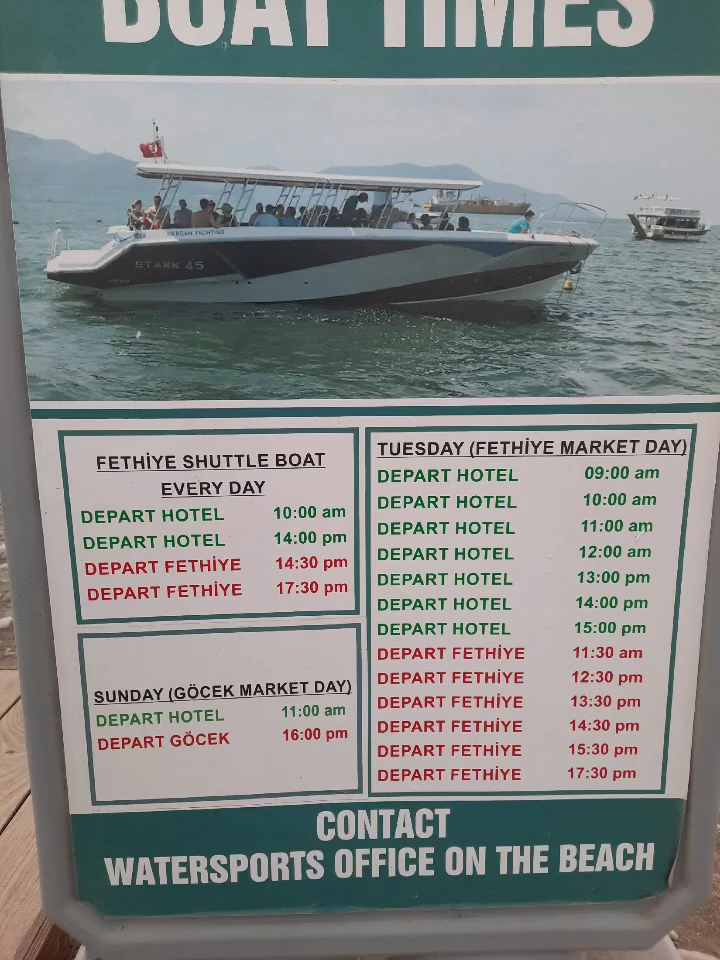 BOAT TIMES
MERCAN YACHTING
STARK 45
FETHİYE SHUTTLE BOAT
EVERY DAY
DEPART HOTEL 10:00 am
DEPART HOTEL 14:00 pm
DEPART FETHİYE 14:30 pm
DEPART FETHİYE 17:30 pm
SUNDAY (GÖCEK MARKET DAY)
DEPART HOTEL 11:00 am
DEPART GÖCEK 16:00 pm
TUESDAY (FETHİYE MARKET DAY)
DEPART HOTEL 09:00 am
DEPART HOTEL 10:00 am
DEPART HOTEL 11:00 am
DEPART HOTEL 12:00 am
DEPART HOTEL 13:00 pm
DEPART HOTEL 14:00 pm
DEPART HOTEL 15:00 pm
DEPART FETHİYE 11:30 am
DEPART FETHİYE 12:30 pm
DEPART FETHİYE 13:30 pm
DEPART FETHİYE 14:30 pm
DEPART FETHİYE 15:30 pm
DEPART FETHİYE 17:30 pm
CONTACT
WATERSPORTS OFFICE ON THE BEACH